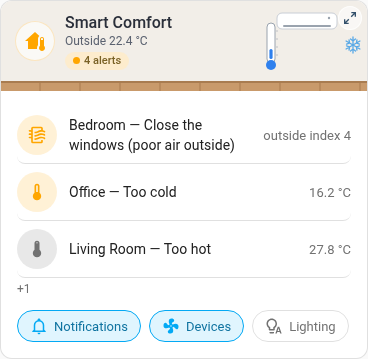 Smart Comfort
Outside 22.4 °C
4 alerts
Bedroom — Close the
windows (poor air outside)
outside index 4
Office — Too cold
16.2 °C
Living Room — Too hot
27.8 °C
+1
Notifications
Devices
A
Lighting